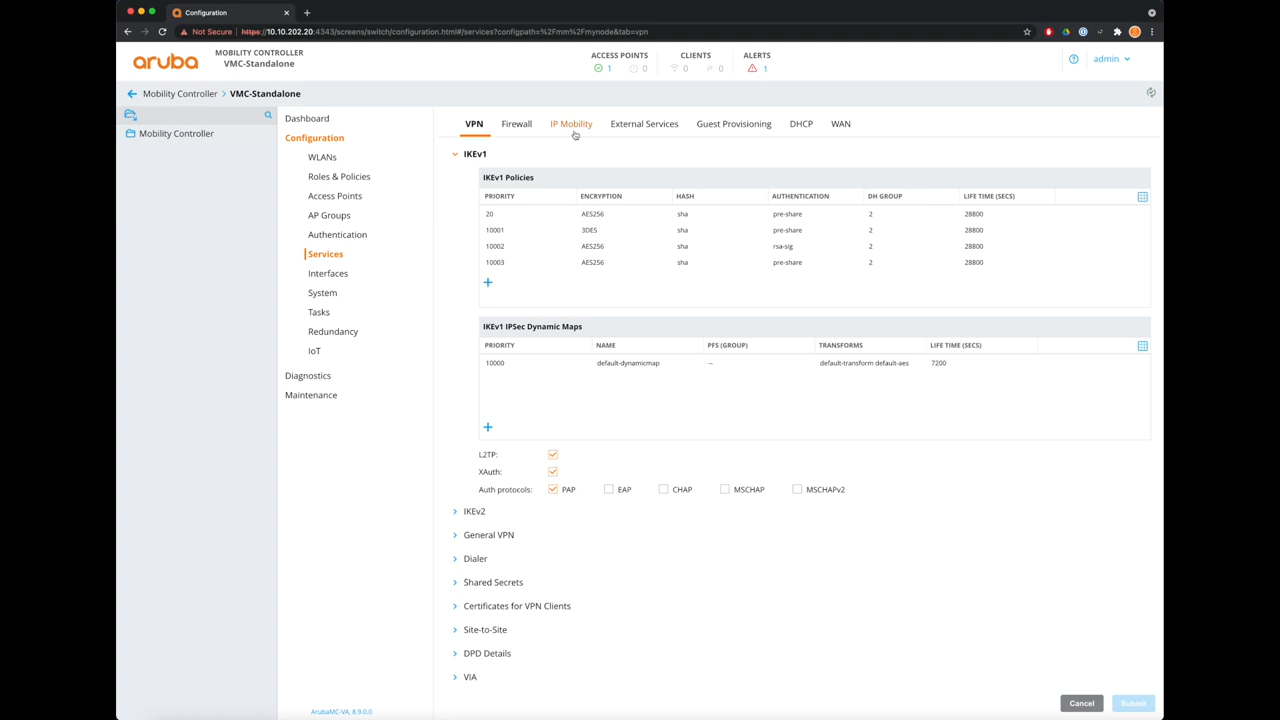 Configuration
Not Secure | https://10.10.202.20:4343/screens/switch/configuration.html#/services?configpath=%2Fmm%2Fmynode&tab=vpn
aruba
MOBILITY CONTROLLER
VMC-Standalone
ACCESS POINTS
1 0
CLIENTS
0 0
ALERTS
1
admin
Mobility Controller > VMC-Standalone
Mobility Controller
Dashboard
Configuration
WLANs
Roles & Policies
Access Points
AP Groups
Authentication
Services
Interfaces
System
Tasks
Redundancy
IoT
Diagnostics
Maintenance
ArubaMC-VA, 8.9.0.0
VPN Firewall IP Mobility External Services Guest Provisioning DHCP WAN
IKEv1
IKEv1 Policies
PRIORITY ENCRYPTION HASH AUTHENTICATION DH GROUP LIFE TIME (SECS)
20 AES256 sha pre-share 2 28800
10001 3DES sha pre-share 2 28800
10002 AES256 sha rsa-sig 2 28800
10003 AES256 sha pre-share 2 28800
+
IKEv1 IPSec Dynamic Maps
PRIORITY NAME PFS (GROUP) TRANSFORMS LIFE TIME (SECS)
10000 default-dynamicmap -- default-transform default-aes 7200
+
L2TP:
XAuth:
Auth protocols: PAP EAP CHAP MSCHAP MSCHAPv2
IKEv2
General VPN
Dialer
Shared Secrets
Certificates for VPN Clients
Site-to-Site
DPD Details
VIA
Cancel Submit